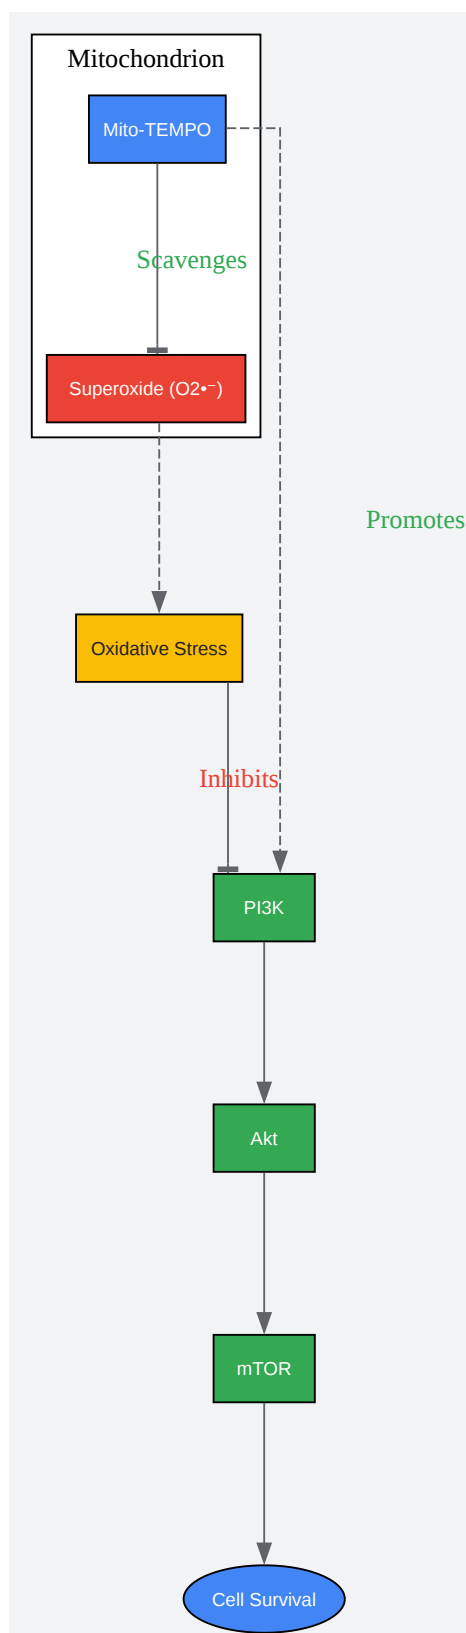 Mitochondrion
Mito-TEMPO
Scavenges
Superoxide (O2•⁻)
Promotes
Oxidative Stress
Inhibits
PI3K
Akt
mTOR
Cell Survival